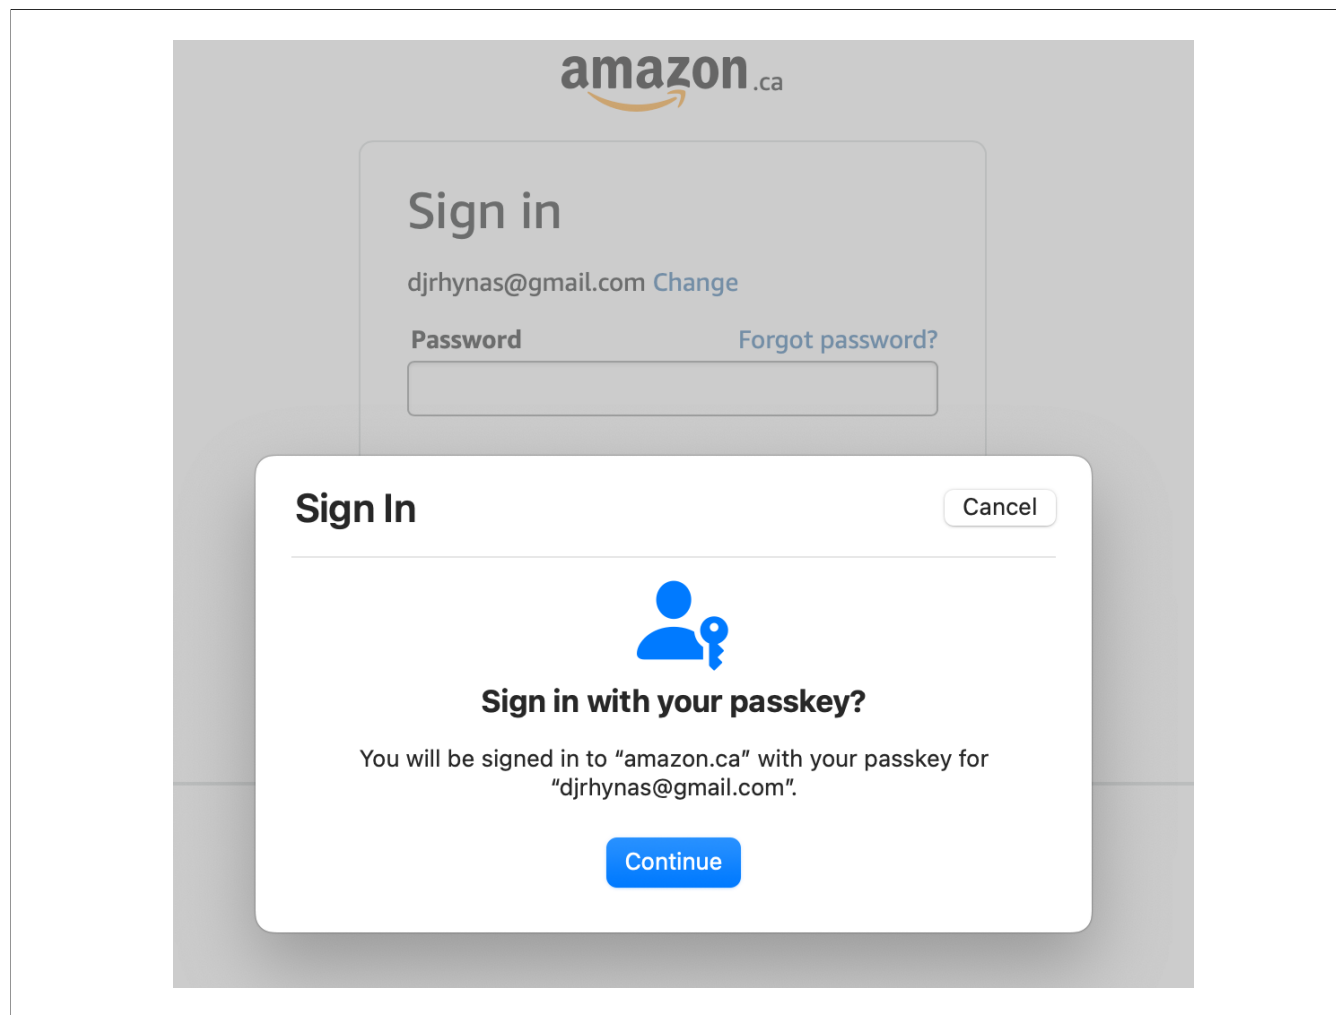 amazon.ca
Sign in
djrhynas@gmail.com Change
Password Forgot password?
Sign In Cancel
Sign in with your passkey?
You will be signed in to “amazon.ca” with your passkey for
“djrhynas@gmail.com”.
Continue